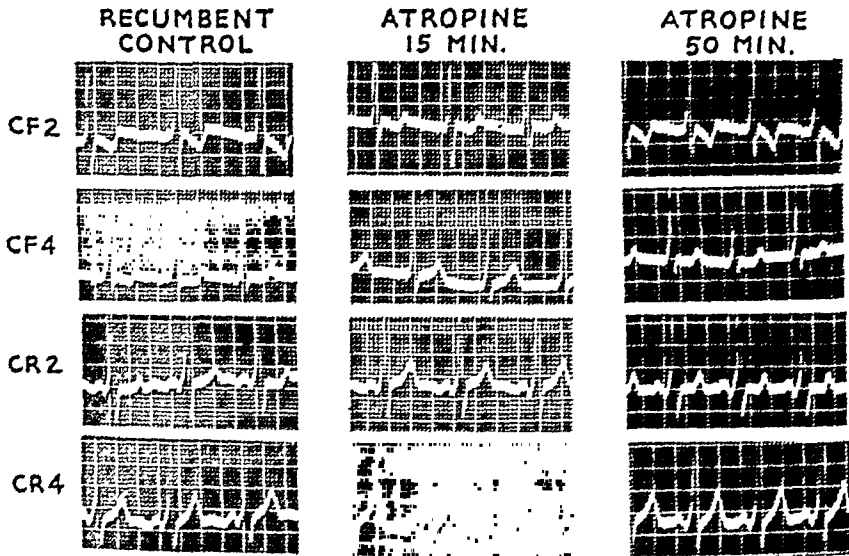 RECUMBENT
CONTROL
ATROPINE
15 MIN.
ATROPINE
50 MIN.
CF2
CF4
CR2
CR4